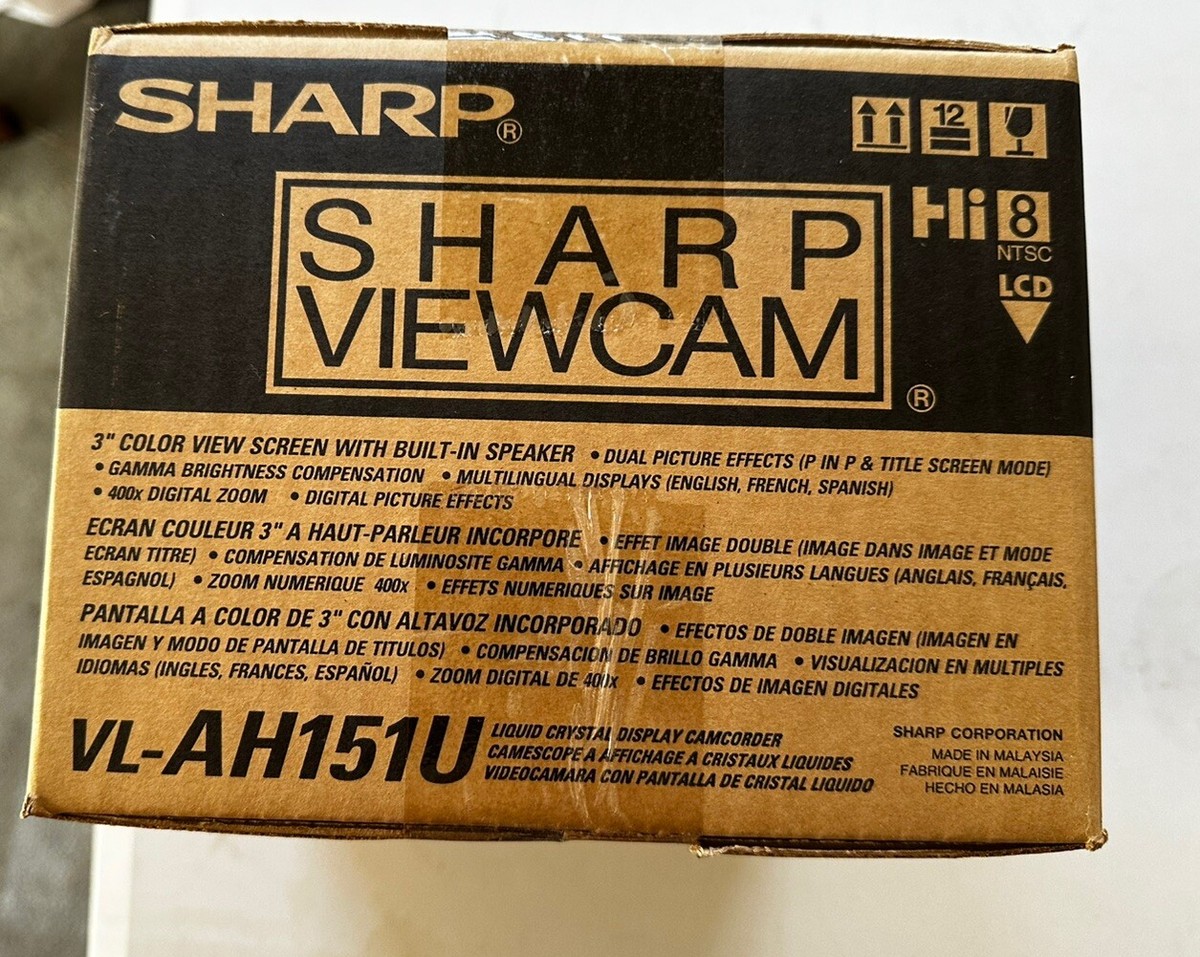 SHARP®
12
SHARP
VIEWCAM
®
Hi 8
NTSC
LCD
3" COLOR VIEW SCREEN WITH BUILT-IN SPEAKER • DUAL PICTURE EFFECTS (P IN P & TITLE SCREEN MODE)
• GAMMA BRIGHTNESS COMPENSATION • MULTILINGUAL DISPLAYS (ENGLISH, FRENCH, SPANISH)
• 400x DIGITAL ZOOM • DIGITAL PICTURE EFFECTS
ECRAN COULEUR 3" A HAUT-PARLEUR INCORPORE • EFFET IMAGE DOUBLE (IMAGE DANS IMAGE ET MODE
ECRAN TITRE) • COMPENSATION DE LUMINOSITE GAMMA • AFFICHAGE EN PLUSIEURS LANGUES (ANGLAIS, FRANÇAIS,
ESPAGNOL) • ZOOM NUMERIQUE 400x • EFFETS NUMERIQUES SUR IMAGE
PANTALLA A COLOR DE 3" CON ALTAVOZ INCORPORADO • EFECTOS DE DOBLE IMAGEN (IMAGEN EN
IMAGEN Y MODO DE PANTALLA DE TITULOS) • COMPENSACION DE BRILLO GAMMA • VISUALIZACION EN MULTIPLES
IDIOMAS (INGLES, FRANCES, ESPAÑOL) • ZOOM DIGITAL DE 400x • EFECTOS DE IMAGEN DIGITALES
VL-AH151U
LIQUID CRYSTAL DISPLAY CAMCORDER
CAMESCOPE A AFFICHAGE A CRISTAUX LIQUIDES
VIDEOCAMARA CON PANTALLA DE CRISTAL LIQUIDO
SHARP CORPORATION
MADE IN MALAYSIA
FABRIQUE EN MALAISIE
HECHO EN MALASIA